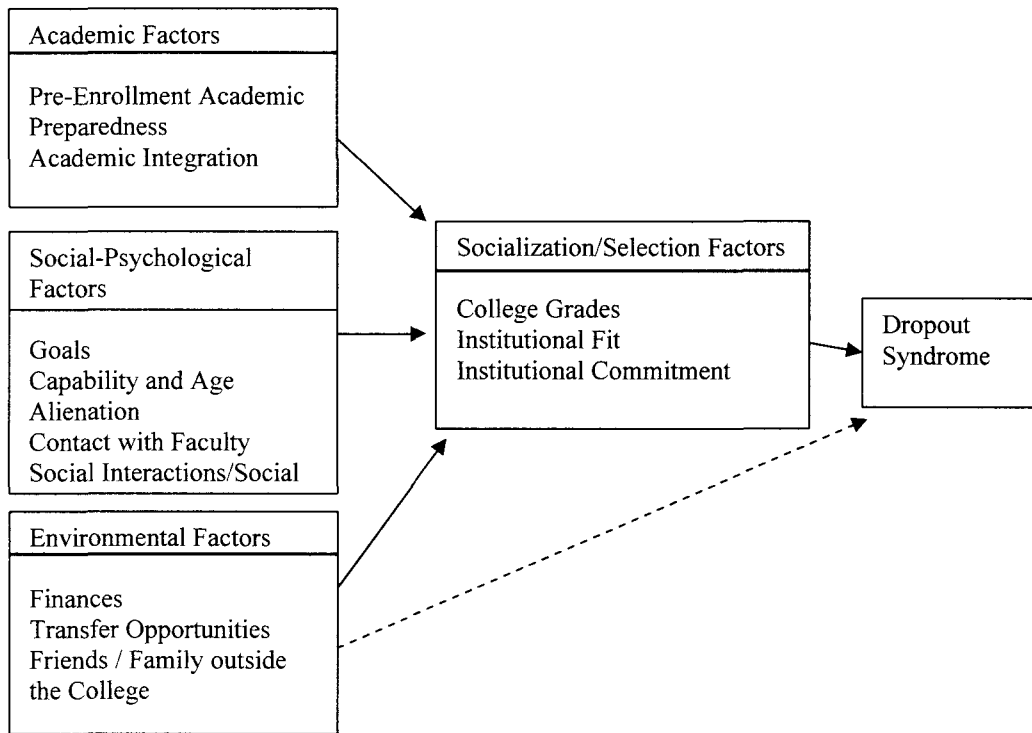 Academic Factors
Pre-Enrollment Academic
Preparedness
Academic Integration
Social-Psychological
Factors
Goals
Capability and Age
Alienation
Contact with Faculty
Social Interactions/Social
Environmental Factors
Finances
Transfer Opportunities
Friends / Family outside
the College
Socialization/Selection Factors
College Grades
Institutional Fit
Institutional Commitment
Dropout
Syndrome